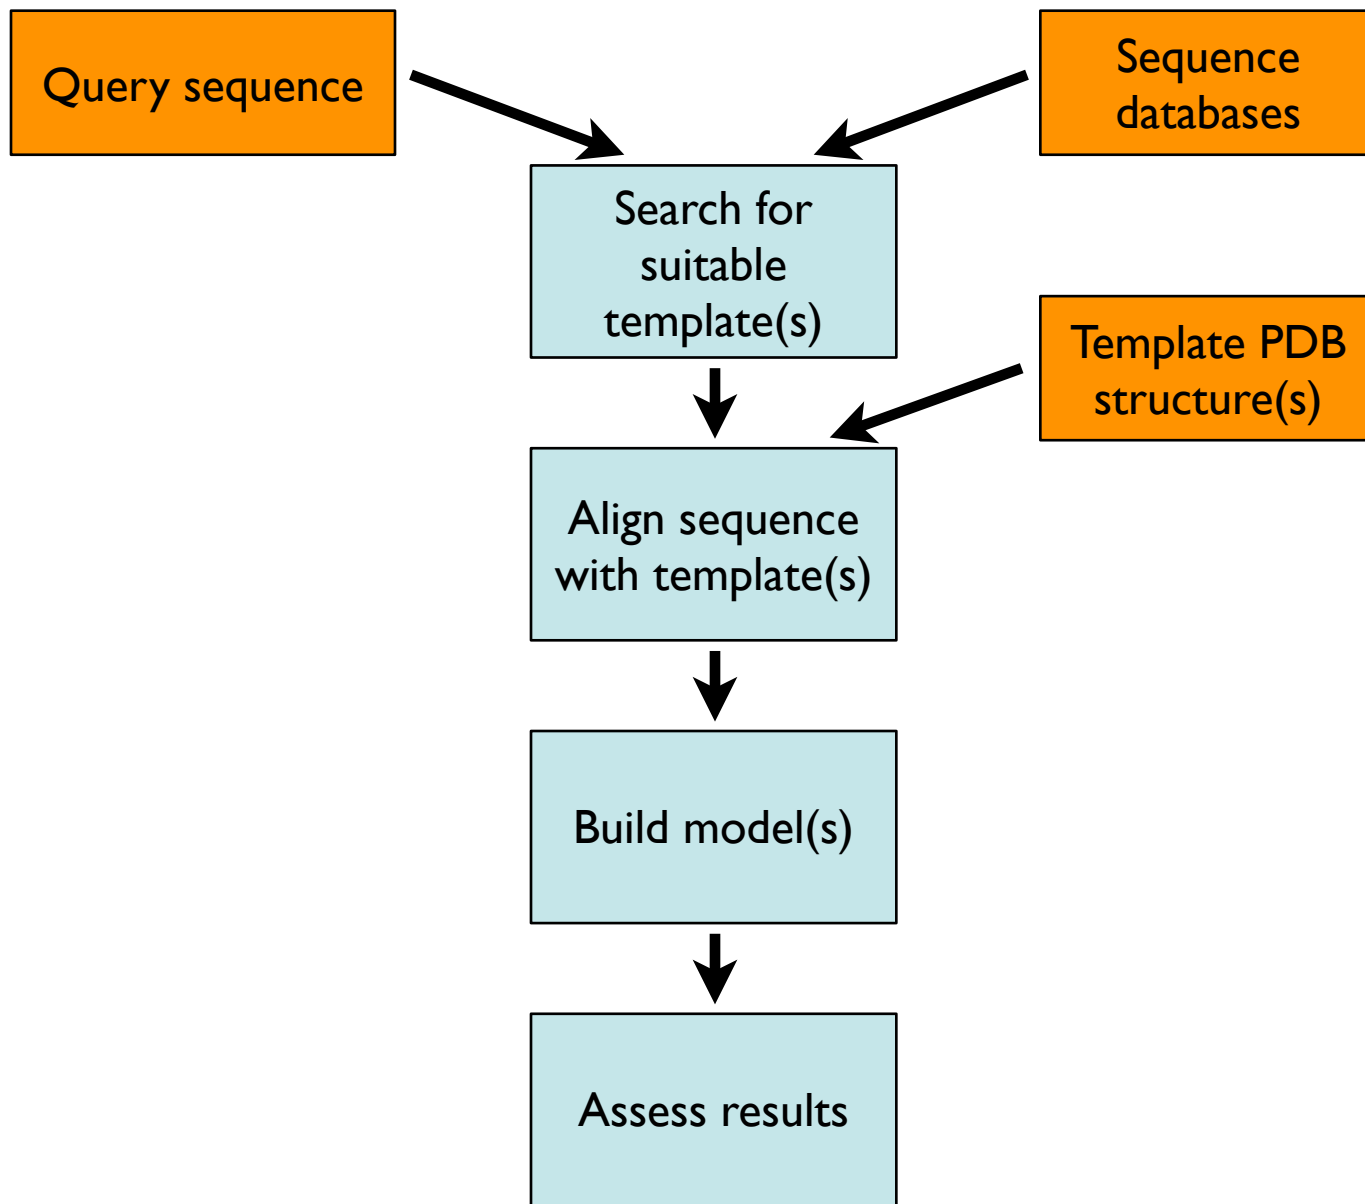 Query sequence
Sequence
databases
Search for
suitable
template(s)
Template PDB
structure(s)
Align sequence
with template(s)
Build model(s)
Assess results